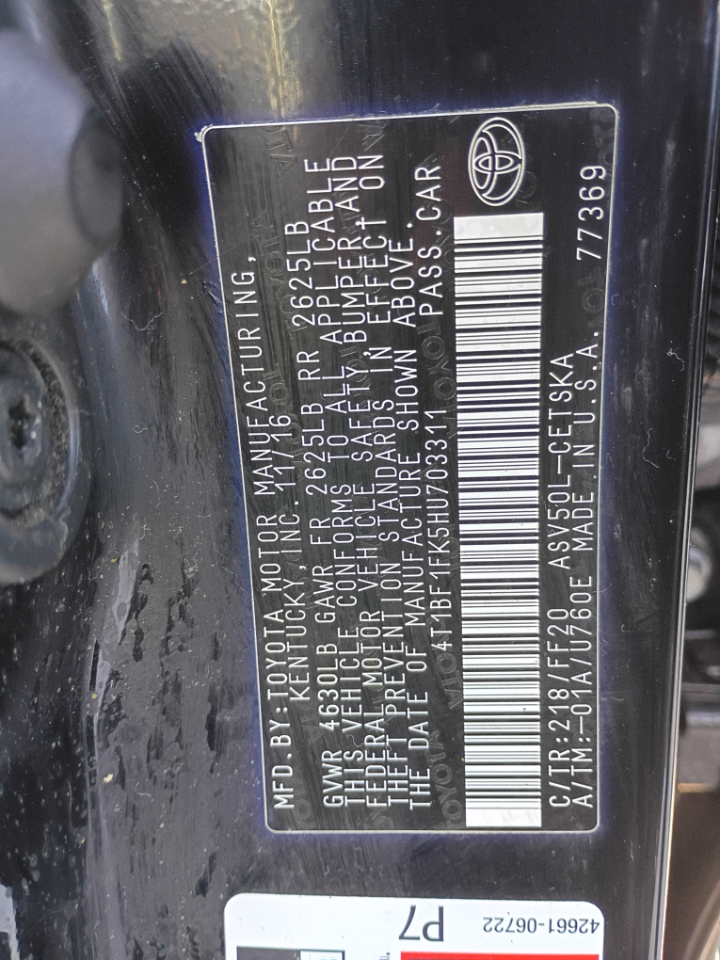 MFD.BY:TOYOTA MOTOR MANUFACTURING,
KENTUCKY,INC. 11/16
GVWR 4630LB GAWR FR 2625LB RR 2625LB
THIS VEHICLE CONFORMS TO ALL APPLICABLE
FEDERAL MOTOR VEHICLE SAFETY,BUMPER,AND
THEFT PREVENTION STANDARDS IN EFFECT ON
THE DATE OF MANUFACTURE SHOWN ABOVE.
4T1BF1FK5HU703311 PASS.CAR
C/TR:218/FF20 ASV50L-CETSKA
A/TM:-01A/U760E MADE IN U.S.A. 77369
42661-06722
P7